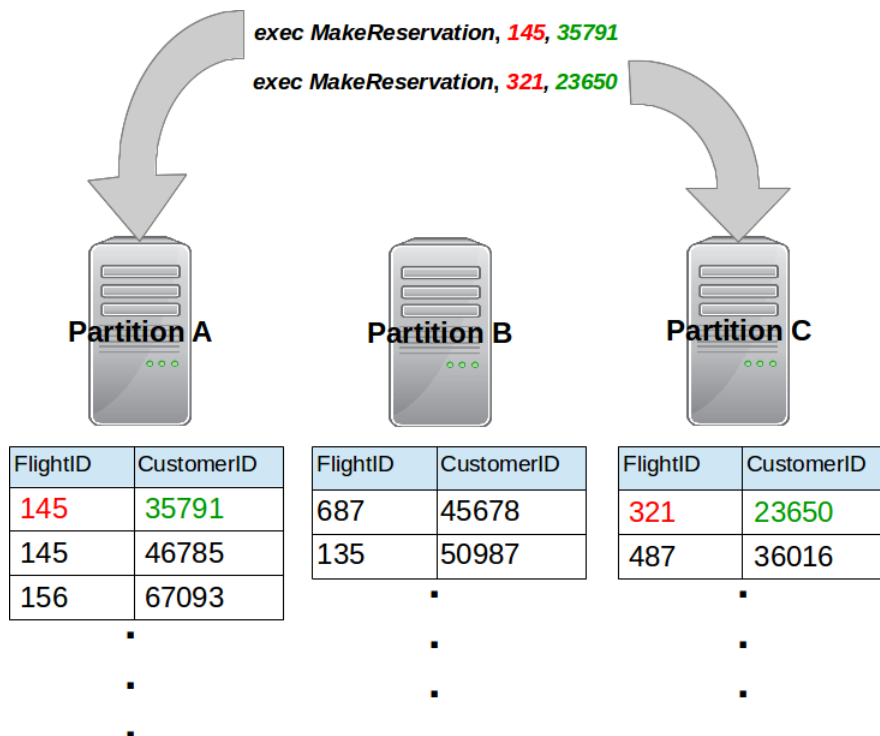 exec MakeReservation, 145, 35791
exec MakeReservation, 321, 23650
Partition A
Partition B
Partition C
FlightID CustomerID
145 35791
145 46785
156 67093
FlightID CustomerID
687 45678
135 50987
FlightID CustomerID
321 23650
487 36016